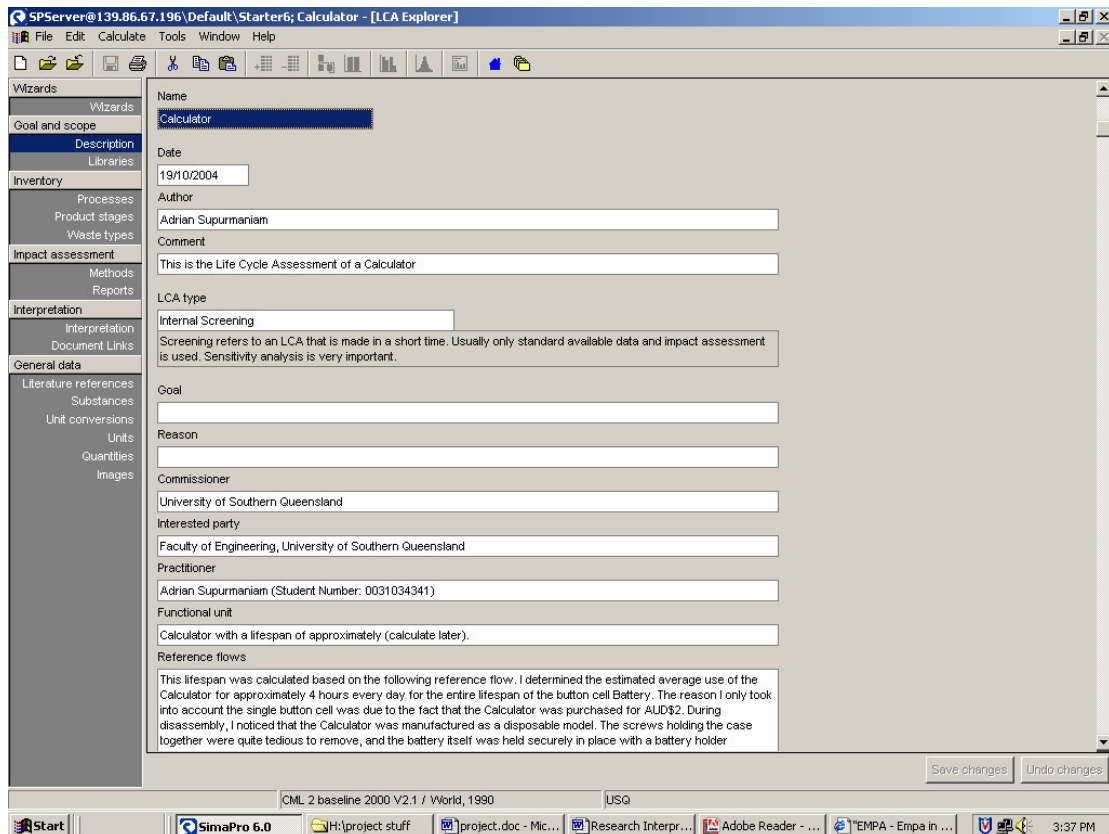 SPServer@139.86.67.196\Default\Starter6; Calculator - [LCA Explorer]
File Edit Calculate Tools Window Help
Wizards
Wizards
Goal and scope
Description
Libraries
Inventory
Processes
Product stages
Waste types
Impact assessment
Methods
Reports
Interpretation
Interpretation
Document Links
General data
Literature references
Substances
Unit conversions
Units
Quantities
Images
Name
Calculator
Date
19/10/2004
Author
Adrian Supurmaniam
Comment
This is the Life Cycle Assessment of a Calculator
LCA type
Internal Screening
Screening refers to an LCA that is made in a short time. Usually only standard available data and impact assessment
is used. Sensitivity analysis is very important.
Goal
Reason
Commissioner
University of Southern Queensland
Interested party
Faculty of Engineering, University of Southern Queensland
Practitioner
Adrian Supurmaniam (Student Number: 0031034341)
Functional unit
Calculator with a lifespan of approximately (calculate later).
Reference flows
This lifespan was calculated based on the following reference flow. I determined the estimated average use of the
Calculator for approximately 4 hours every day for the entire lifespan of the button cell Battery. The reason I only took
into account the single button cell was due to the fact that the Calculator was purchased for AUD$2. During
disassembly, I noticed that the Calculator was manufactured as a disposable model. The screws holding the case
together were quite tedious to remove, and the battery itself was held securely in place with a battery holder
Save changes Undo changes
CML 2 baseline 2000 V2.1 / World, 1990 USQ
Start SimaPro 6.0 H:\project stuff project.doc - Mic... Research Interpr... Adobe Reader - ... "EMPA - Empa in ... 3:37 PM